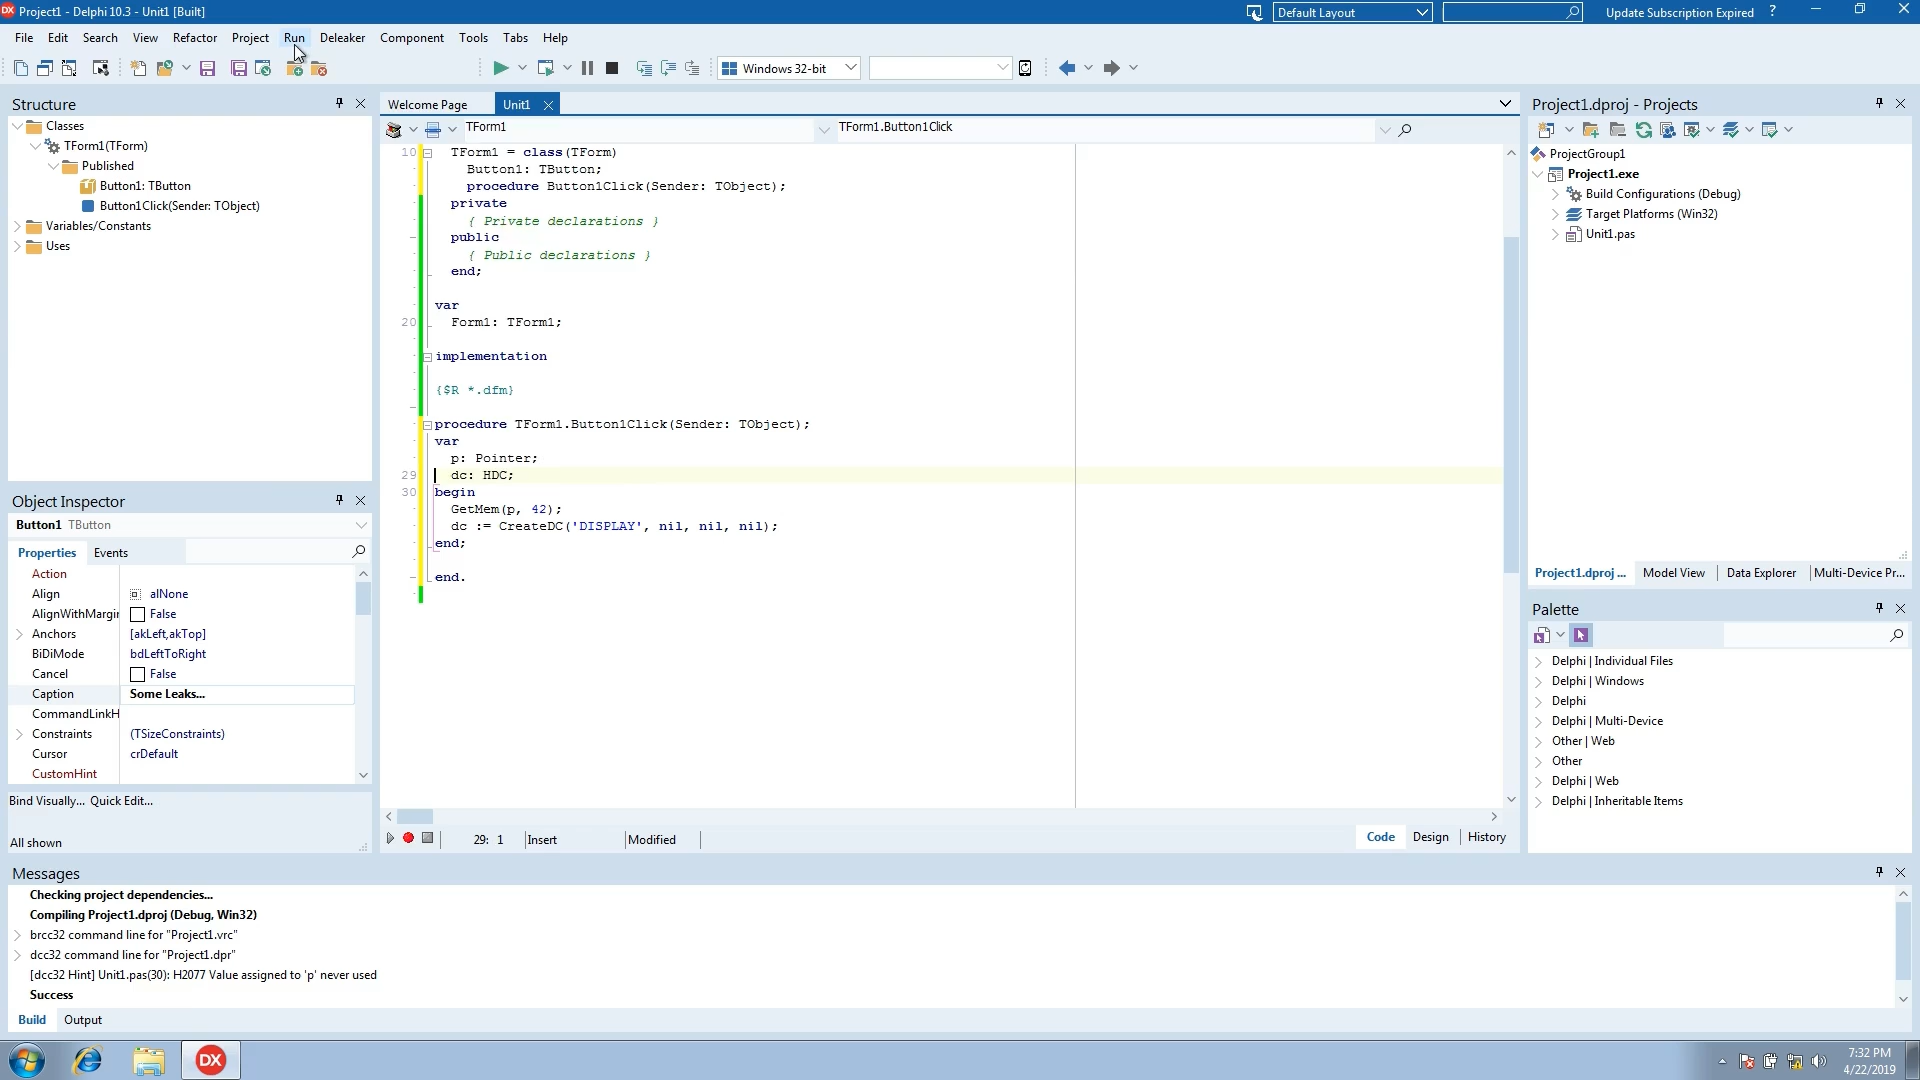 DX Project1 - Delphi 10.3 - Unit1 [Built]
Default Layout
Update Subscription Expired ?
File Edit Search View Refactor Project Run Deleaker Component Tools Tabs Help
Windows 32-bit
Structure
Classes
TForm1(TForm)
Published
Button1: TButton
Button1Click(Sender: TObject)
Variables/Constants
Uses
Object Inspector
Button1 TButton
Properties Events
Action
Align alNone
AlignWithMargin False
Anchors [akLeft,akTop]
BiDiMode bdLeftToRight
Cancel False
Caption Some Leaks...
CommandLinkH
Constraints (TSizeConstraints)
Cursor crDefault
CustomHint
Bind Visually... Quick Edit...
All shown
Welcome Page Unit1
TForm1 TForm1.Button1Click
10 TForm1 = class(TForm)
Button1: TButton;
procedure Button1Click(Sender: TObject);
private
{ Private declarations }
public
{ Public declarations }
end;
var
20 Form1: TForm1;
implementation
{$R *.dfm}
procedure TForm1.Button1Click(Sender: TObject);
var
p: Pointer;
29 dc: HDC;
30 begin
GetMem(p, 42);
dc := CreateDC('DISPLAY', nil, nil, nil);
end;
end.
29: 1 Insert Modified
Code Design History
Project1.dproj - Projects
ProjectGroup1
Project1.exe
Build Configurations (Debug)
Target Platforms (Win32)
Unit1.pas
Project1.dproj ... Model View Data Explorer Multi-Device Pr...
Palette
Delphi | Individual Files
Delphi | Windows
Delphi
Delphi | Multi-Device
Other | Web
Other
Delphi | Web
Delphi | Inheritable Items
Messages
Checking project dependencies...
Compiling Project1.dproj (Debug, Win32)
brcc32 command line for "Project1.vrc"
dcc32 command line for "Project1.dpr"
[dcc32 Hint] Unit1.pas(30): H2077 Value assigned to 'p' never used
Success
Build Output
DX
7:32 PM
4/22/2019